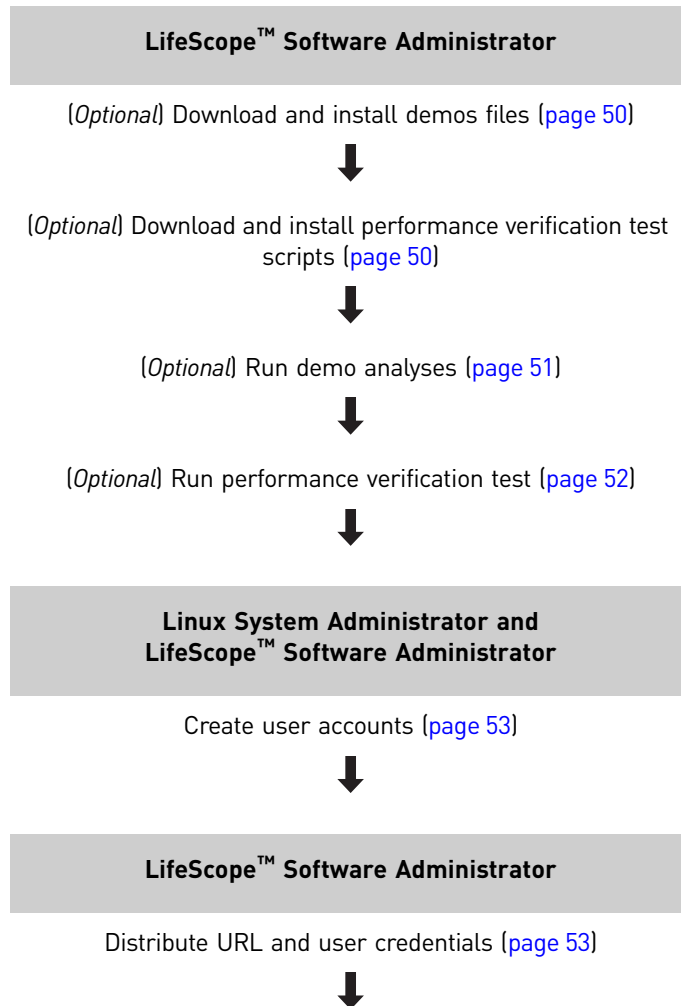 LifeScope™ Software Administrator
(Optional) Download and install demos files (page 50)
(Optional) Download and install performance verification test
scripts (page 50)
(Optional) Run demo analyses (page 51)
(Optional) Run performance verification test (page 52)
Linux System Administrator and
LifeScope™ Software Administrator
Create user accounts (page 53)
LifeScope™ Software Administrator
Distribute URL and user credentials (page 53)